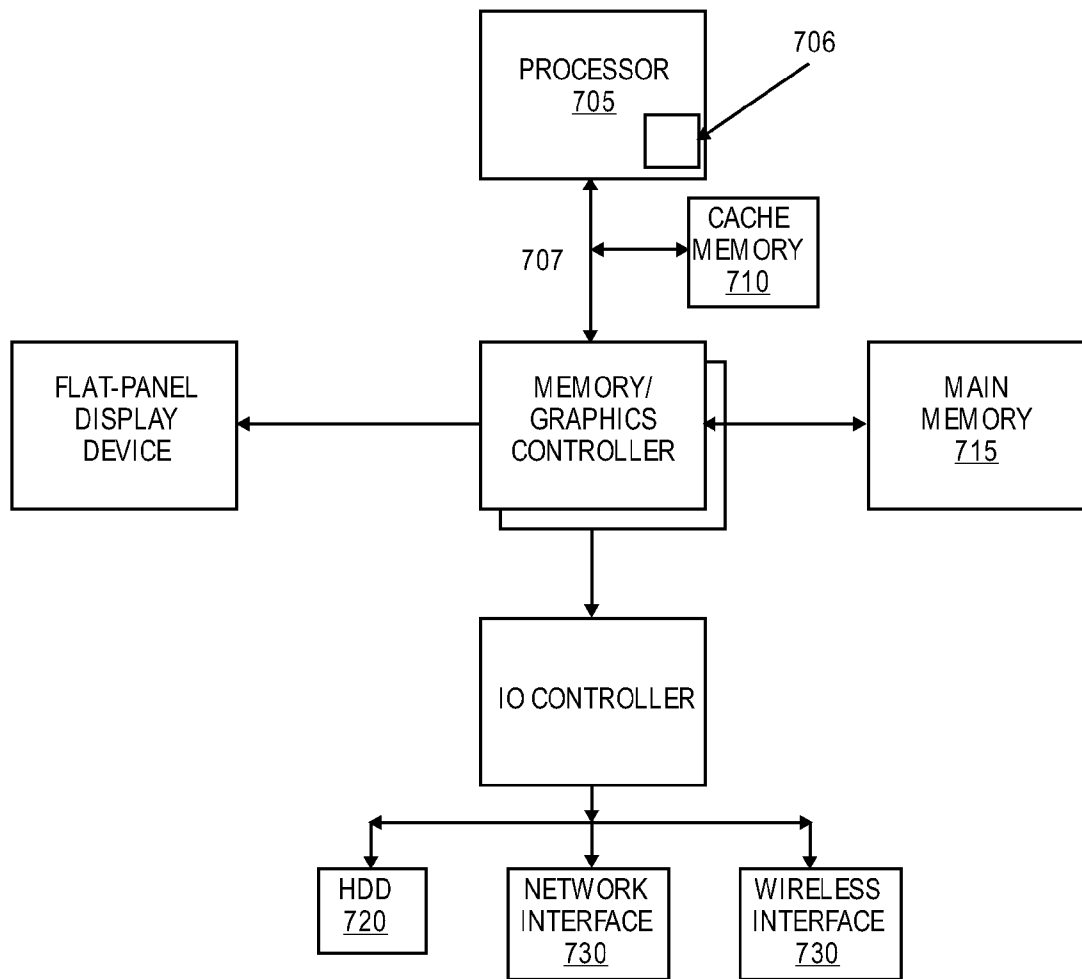 706
PROCESSOR
705
CACHE
MEMORY
710
707
FLAT-PANEL
DISPLAY
DEVICE
MEMORY/
GRAPHICS
CONTROLLER
MAIN
MEMORY
715
IO CONTROLLER
HDD
720
NETWORK
INTERFACE
730
WIRELESS
INTERFACE
730